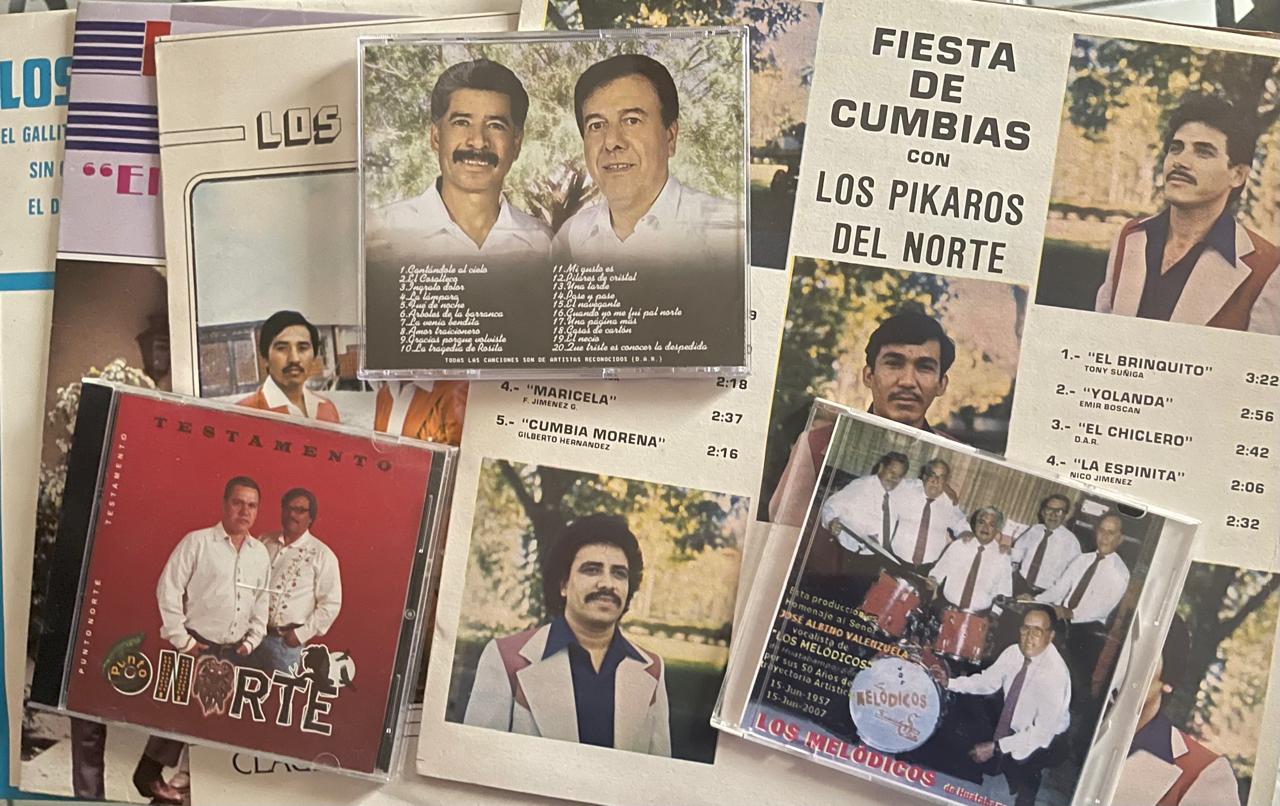 LOS
EL GALLIT
SIN
EL D
"El
LOS
1.Cantándole al cielo
2.El Cosalteco
3.Ingrato dolor
4.La lámpara
5.Fue de noche
6.Arboles de la barranca
7.La venia bendita
8.Amor traicionero
9.Gracias porque volviste
10.La tragedia de Rosita
11.Mi gusto es
12.Pilares de cristal
13.Una tarde
14.Pase y pase
15.El navegante
16.Cuando yo me fui pal norte
17.Una página más
18.Casas de cartón
19.El necio
20.Que triste es conocer la despedida
TODAS LAS CANCIONES SON DE ARTISTAS RECONOCIDOS (D.A.R.)
FIESTA
DE
CUMBIAS
CON
LOS PIKAROS
DEL NORTE
1.- "EL BRINQUITO" 3:22
TONY SUÑIGA
2.- "YOLANDA" 2:56
EMIR BOSCAN
3.- "EL CHICLERO" 2:42
D.A.R.
4.- "LA ESPINITA" 2:06
NICO JIMENEZ
2:32
2:18
4.- "MARICELA" 2:37
F. JIMENEZ G.
5.- "CUMBIA MORENA" 2:16
GILBERTO HERNANDEZ
TESTAMENTO
TESTAMENTO
PUNTO NORTE
Punto
NORTE
Esta producción
Homenaje al Señor
JOSÉ ALBINO VALENZUELA
vocalista de
"LOS MELÓDICOS"
de Huatabampo
por sus 50 Años de
trayectoria Artística
15-Jun-1957
15-Jun-2007
MELÓDICOS
LOS MELÓDICOS